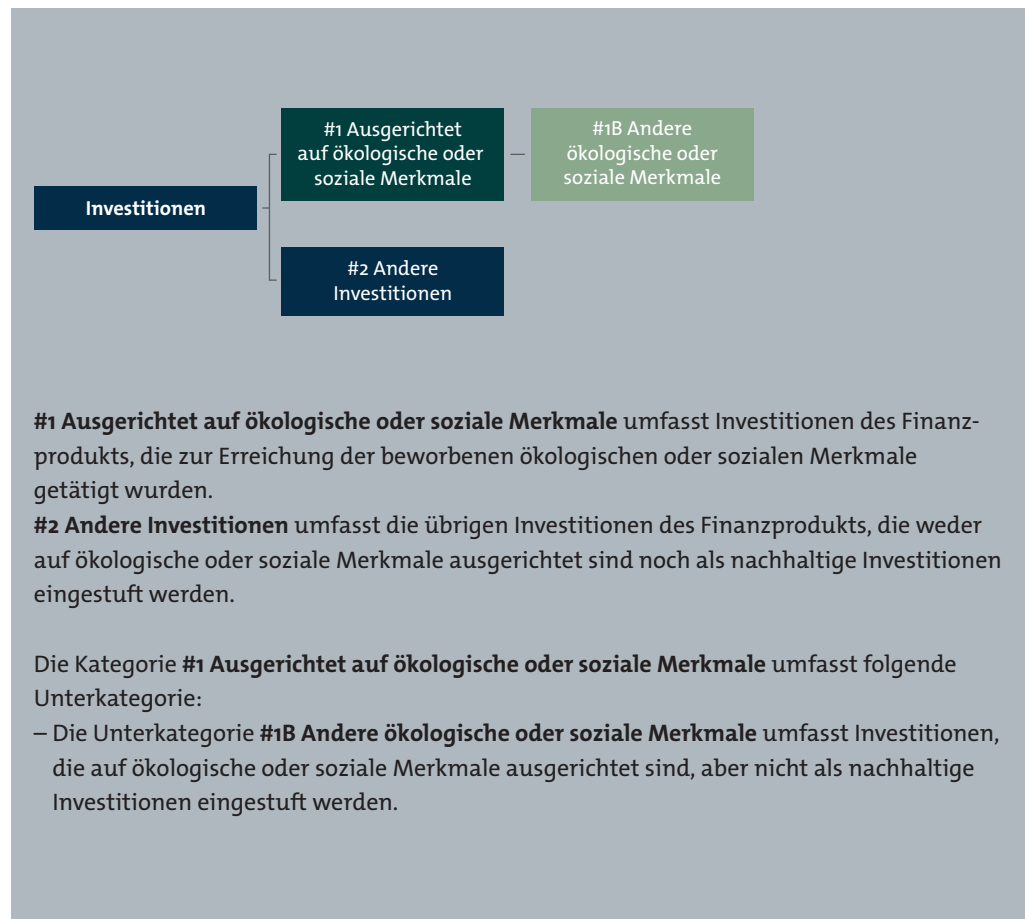 #1 Ausgerichtet
auf ökologische oder
soziale Merkmale
#1B Andere
ökologische oder
soziale Merkmale
Investitionen
#2 Andere
Investitionen
#1 Ausgerichtet auf ökologische oder soziale Merkmale umfasst Investitionen des Finanz-
produkts, die zur Erreichung der beworbenen ökologischen oder sozialen Merkmale
getätigt wurden.
#2 Andere Investitionen umfasst die übrigen Investitionen des Finanzprodukts, die weder
auf ökologische oder soziale Merkmale ausgerichtet sind noch als nachhaltige Investitionen
eingestuft werden.
Die Kategorie #1 Ausgerichtet auf ökologische oder soziale Merkmale umfasst folgende
Unterkategorie:
– Die Unterkategorie #1B Andere ökologische oder soziale Merkmale umfasst Investitionen,
die auf ökologische oder soziale Merkmale ausgerichtet sind, aber nicht als nachhaltige
Investitionen eingestuft werden.